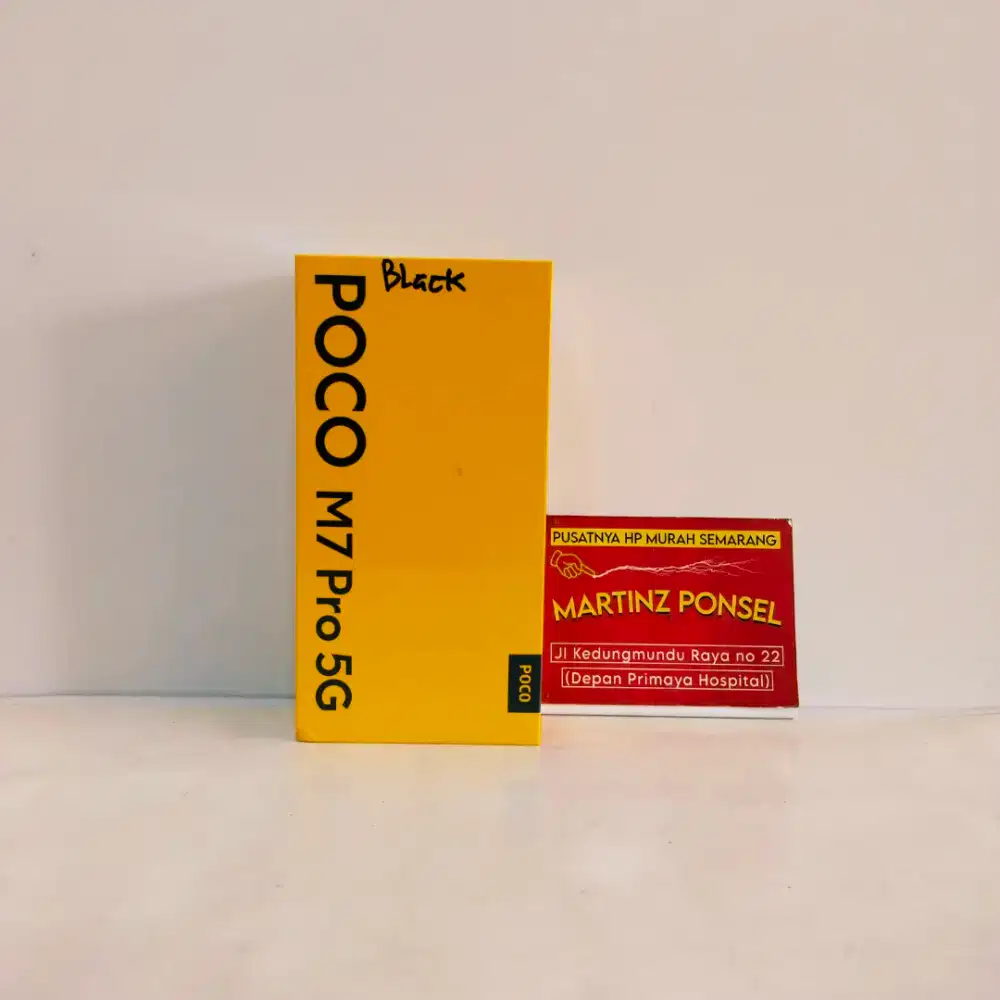 Black
POCO M7 Pro 5G
POCO
PUSATNYA HP MURAH SEMARANG
MARTINZ PONSEL
Jl Kedungmundu Raya no 22
(Depan Primaya Hospital)